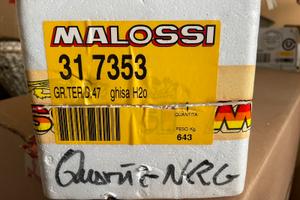 MALOSSI
31 7353
GR.TER.D.47 ghisa H2o
QUANTITA
PESO Kg.
643
Quartz-NRG